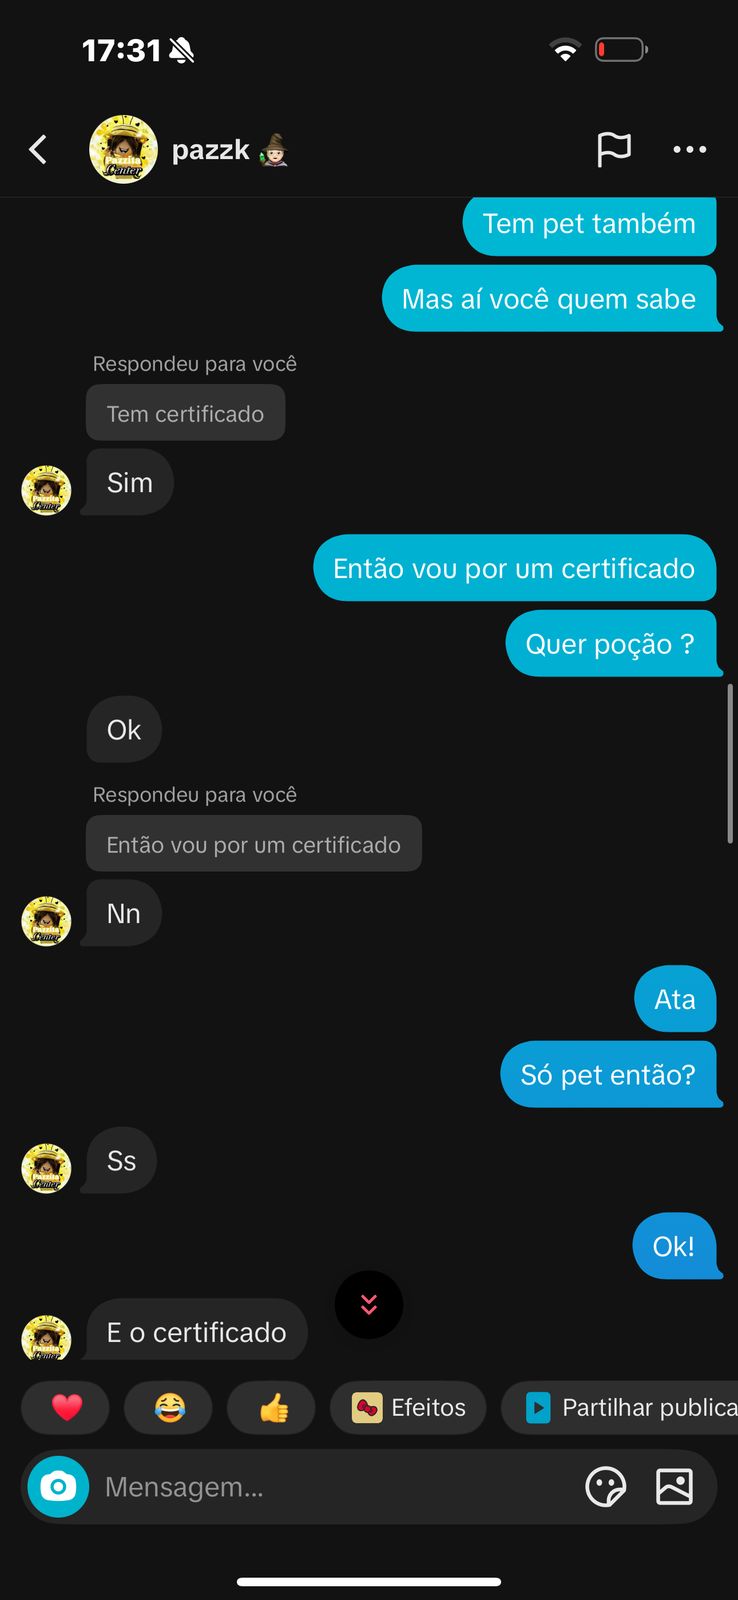 17:31
pazzk
Tem pet também
Mas aí você quem sabe
Respondeu para você
Tem certificado
Sim
Então vou por um certificado
Quer poção ?
Ok
Respondeu para você
Então vou por um certificado
Nn
Ata
Só pet então?
Ss
Ok!
E o certificado
Efeitos
Partilhar publica
Mensagem...